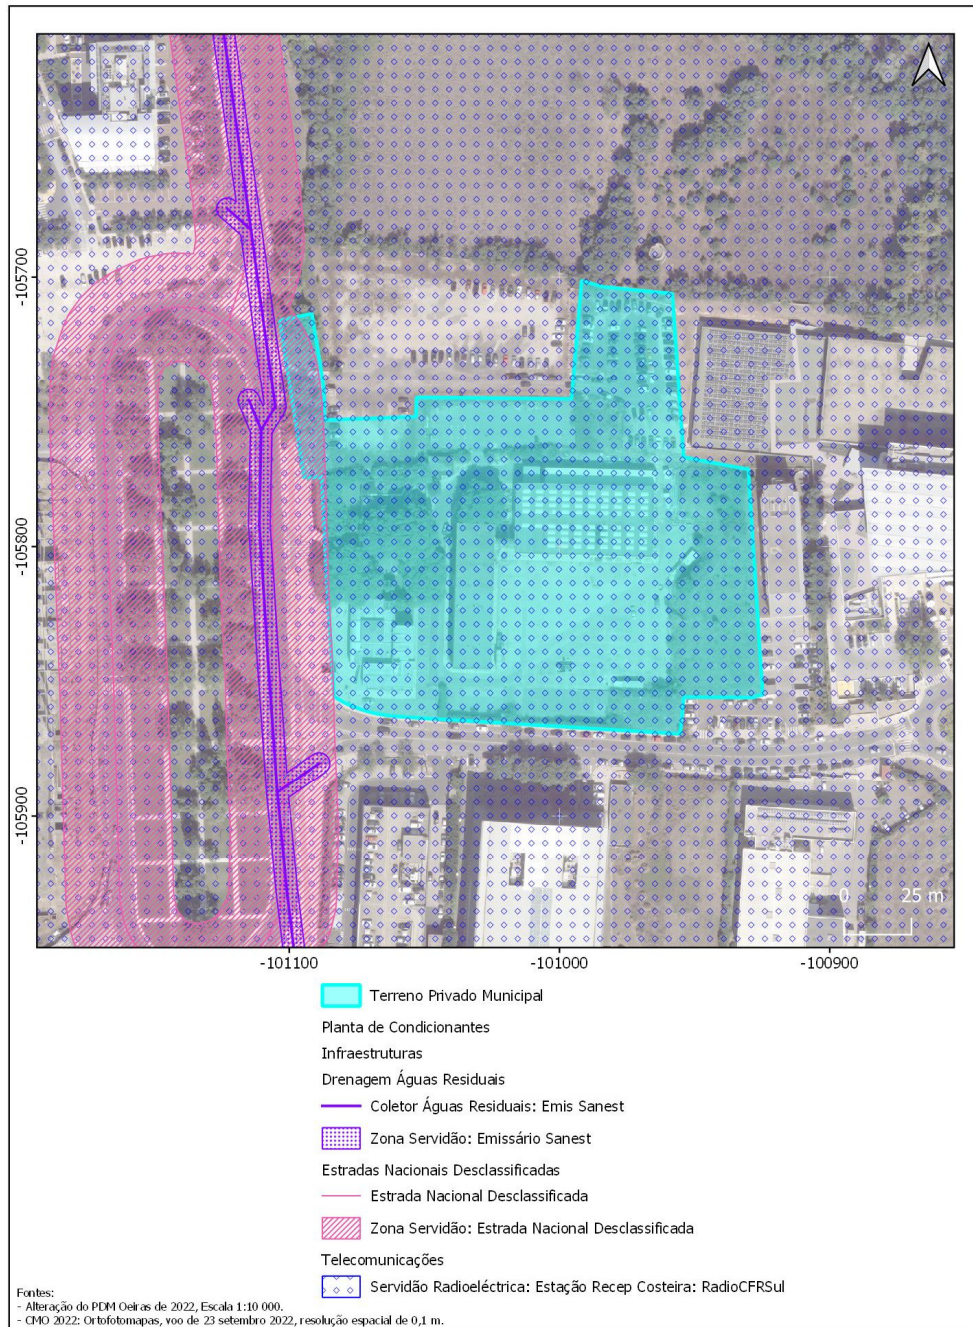 -105700
-105800
-105900
0 25 m
-101100
-101000
-100900
Terreno Privado Municipal
Planta de Condicionantes
Infraestruturas
Drenagem Águas Residuais
Coletor Águas Residuais: Emis Sanest
Zona Servidão: Emissário Sanest
Estradas Nacionais Desclassificadas
Estrada Nacional Desclassificada
Zona Servidão: Estrada Nacional Desclassificada
Telecomunicações
Servidão Radioeléctrica: Estação Recep Costeira: RadioCFRSul
Fontes:
- Alteração do PDM Oeiras de 2022, Escala 1:10 000.
- CMO 2022: Ortofotomapas, voo de 23 setembro 2022, resolução espacial de 0,1 m.